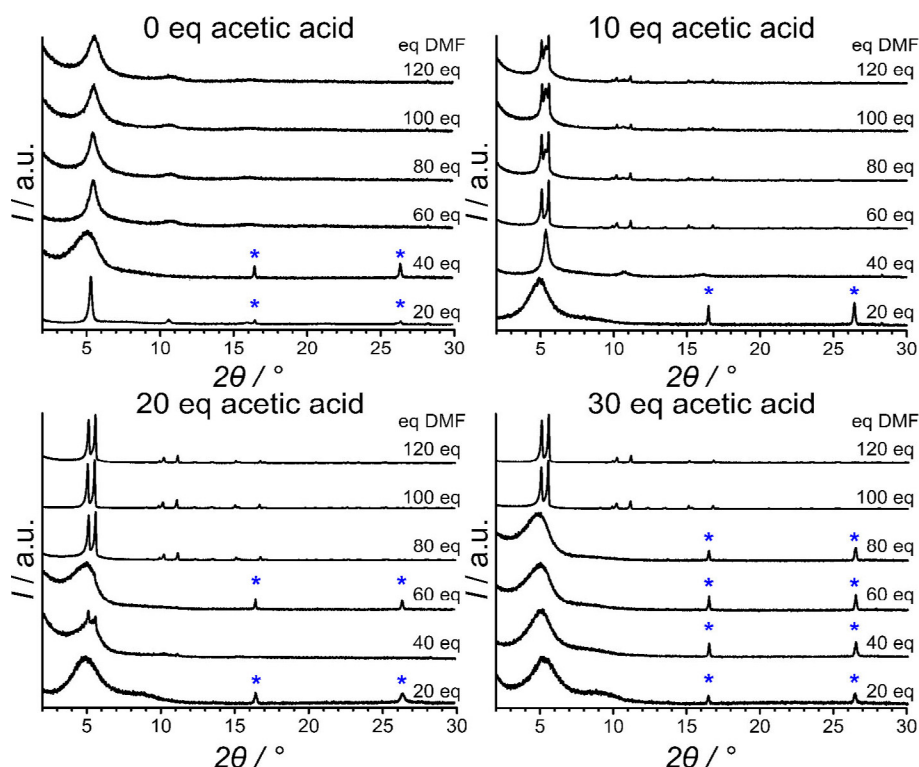 0 eq acetic acid
eq DMF
120 eq
100 eq
80 eq
60 eq
* *
40 eq
* *
20 eq
I / a.u.
5 10 15 20 25 30
2θ / °
10 eq acetic acid
eq DMF
120 eq
100 eq
80 eq
60 eq
40 eq
* *
20 eq
I / a.u.
5 10 15 20 25 30
2θ / °
20 eq acetic acid
eq DMF
120 eq
100 eq
80 eq
* *
60 eq
40 eq
* *
20 eq
I / a.u.
5 10 15 20 25 30
2θ / °
30 eq acetic acid
eq DMF
120 eq
100 eq
* *
80 eq
* *
60 eq
* *
40 eq
* *
20 eq
I / a.u.
5 10 15 20 25 30
2θ / °